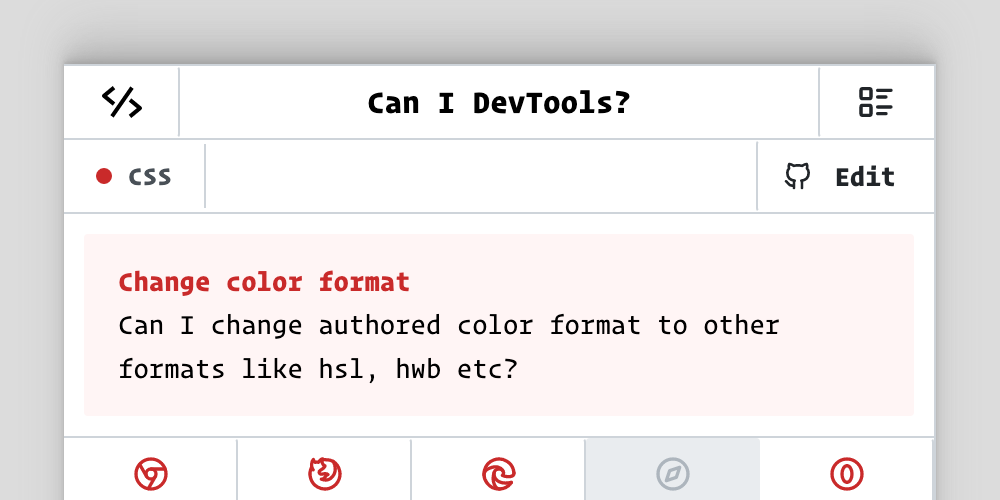 Can I DevTools?
CSS
Edit
Change color format
Can I change authored color format to other
formats like hsl, hwb etc?